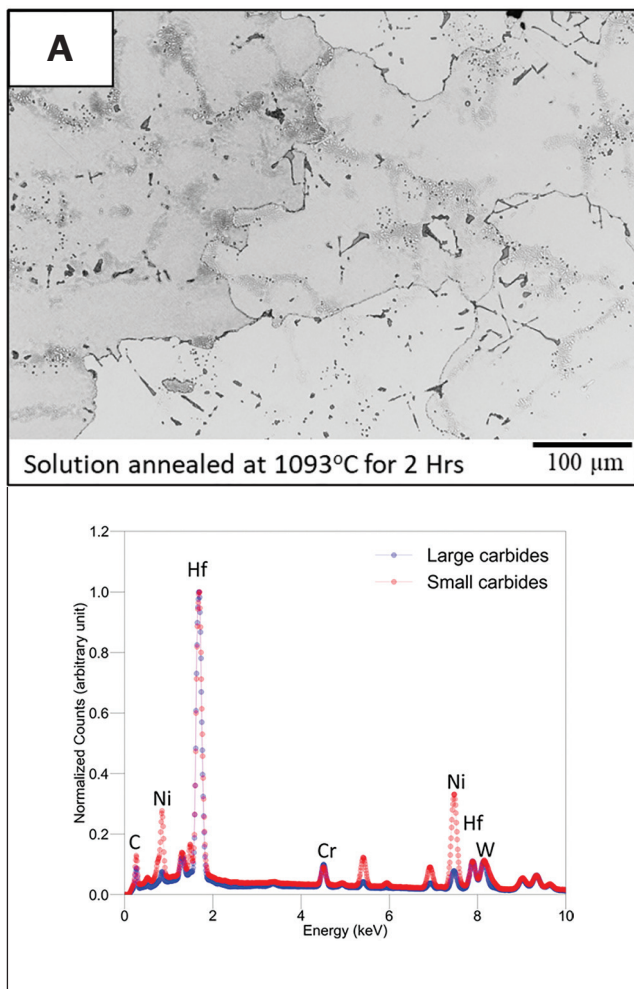 A
Solution annealed at 1093°C for 2 Hrs
100 µm
1.2
1.0
0.8
0.6
0.4
0.2
0.0
Normalized Counts (arbitrary unit)
Large carbides
Small carbides
Hf
Ni
C
Cr
Ni
Hf
W
0 2 4 6 8 10
Energy (keV)